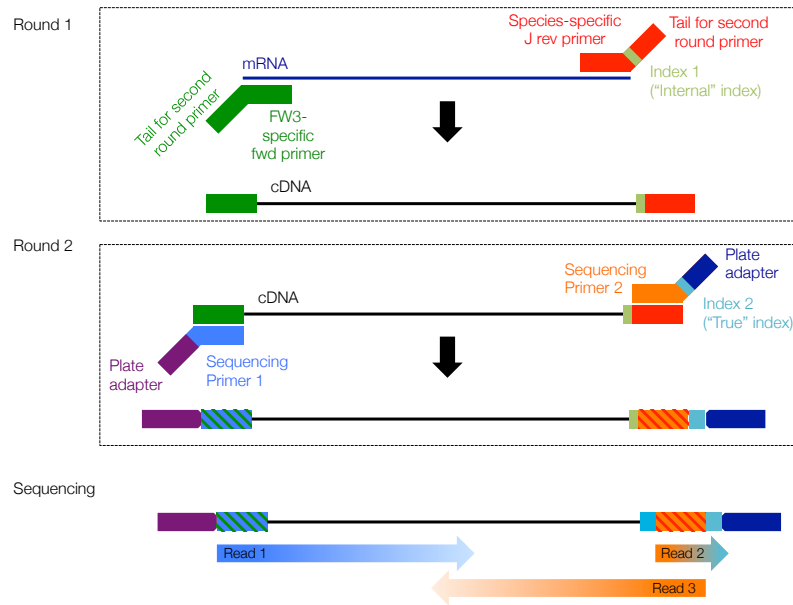 Round 1
Species-specific
J rev primer
Tail for second
round primer
mRNA
Index 1
(“Internal” index)
Tail for second
round primer
FW3-
specific
fwd primer
cDNA
Round 2
Plate
adapter
Sequencing
Primer 2
cDNA
Index 2
(“True” index)
Plate
adapter
Sequencing
Primer 1
Sequencing
Read 1
Read 2
Read 3